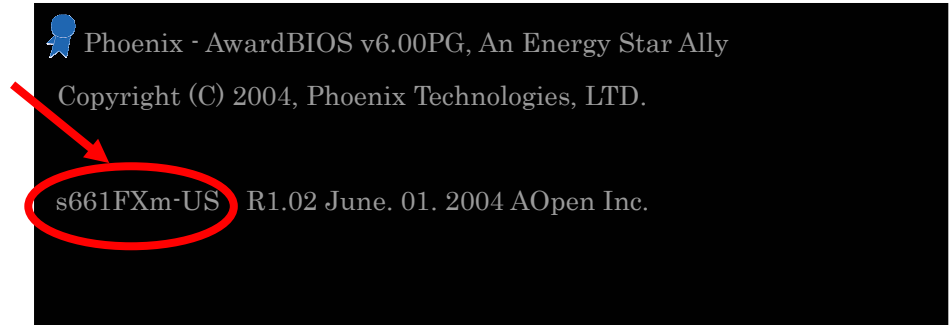 Phoenix - AwardBIOS v6.00PG, An Energy Star Ally
Copyright (C) 2004, Phoenix Technologies, LTD.
s661FXm-US R1.02 June. 01. 2004 AOpen Inc.